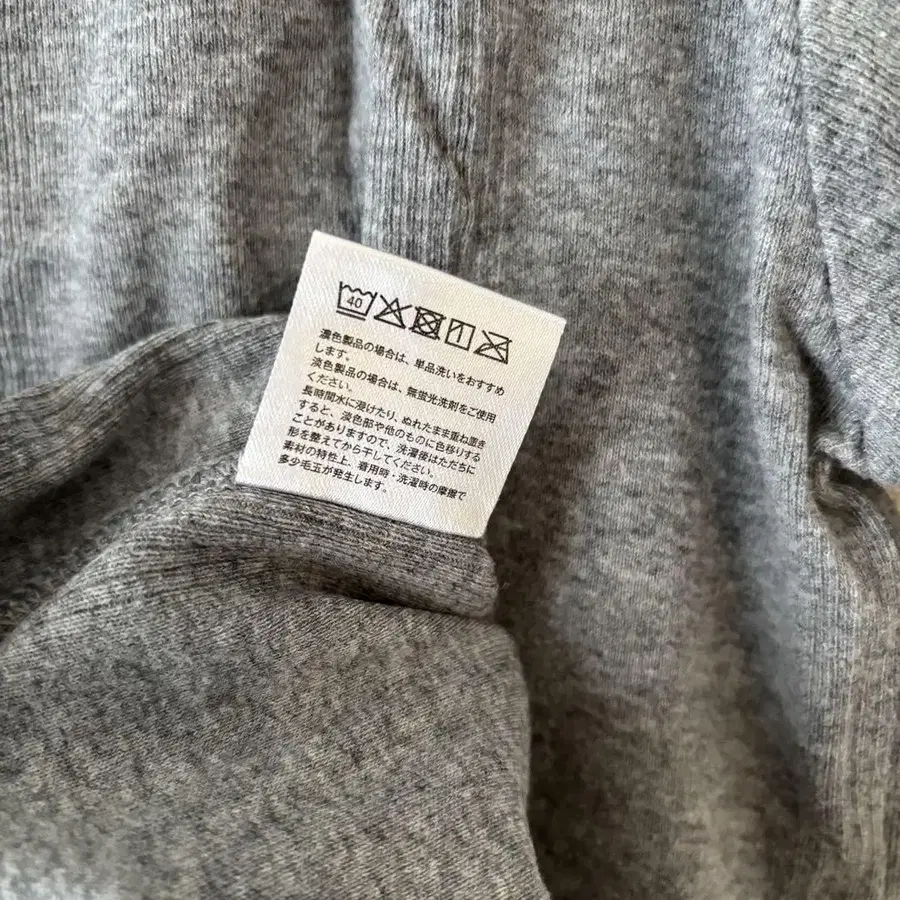 40
濃色製品の場合は、単品洗いをおすすめ
します。
淡色製品の場合は、無蛍光洗剤をご使用
ください。
長時間水に浸けたり、ぬれたまま重ね置き
すると、淡色部や他のものに色移りする
ことがありますので、洗濯後はただちに
形を整えてから干してください。
素材の特性上、着用時・洗濯時の摩擦で
多少毛玉が発生します。